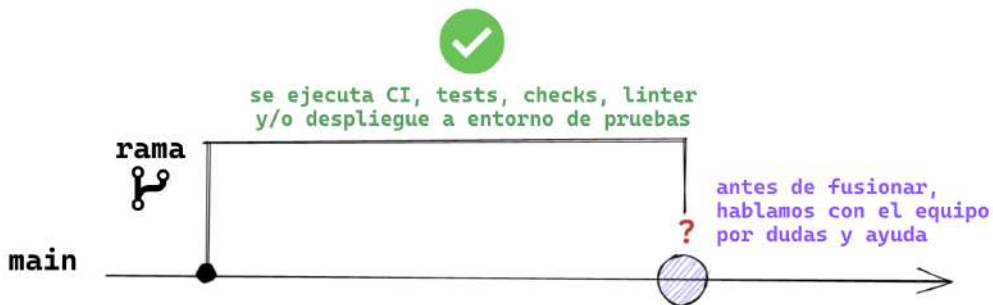 se ejecuta CI, tests, checks, linter
y/o despliegue a entorno de pruebas
rama
antes de fusionar,
hablamos con el equipo
por dudas y ayuda
?
main